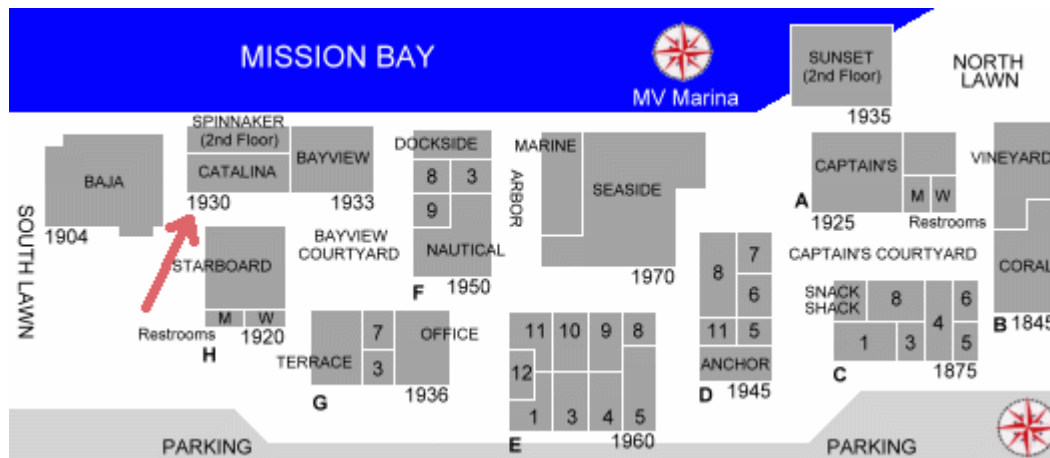 MISSION BAY
MV Marina
SUNSET
(2nd Floor)
1935
NORTH
LAWN
SPINNAKER
(2nd Floor)
CATALINA
1930
BAYVIEW
1933
BAJA
1904
SOUTH LAWN
DOCKSIDE
8 3
9
NAUTICAL
F 1950
BAYVIEW
COURTYARD
ARBOR
MARINE
SEASIDE
1970
CAPTAIN'S
A
1925
M W
Restrooms
VINEYARD
CORAL
B 1845
CAPTAIN'S COURTYARD
STARBOARD
M W
Restrooms
H 1920
TERRACE
7
3
OFFICE
G 1936
11 10 9 8
12
1 3 4 5
E 1960
8 7
6
11 5
ANCHOR
D 1945
SNACK
SHACK
8 4 6
1 3 5
C 1875
PARKING
PARKING